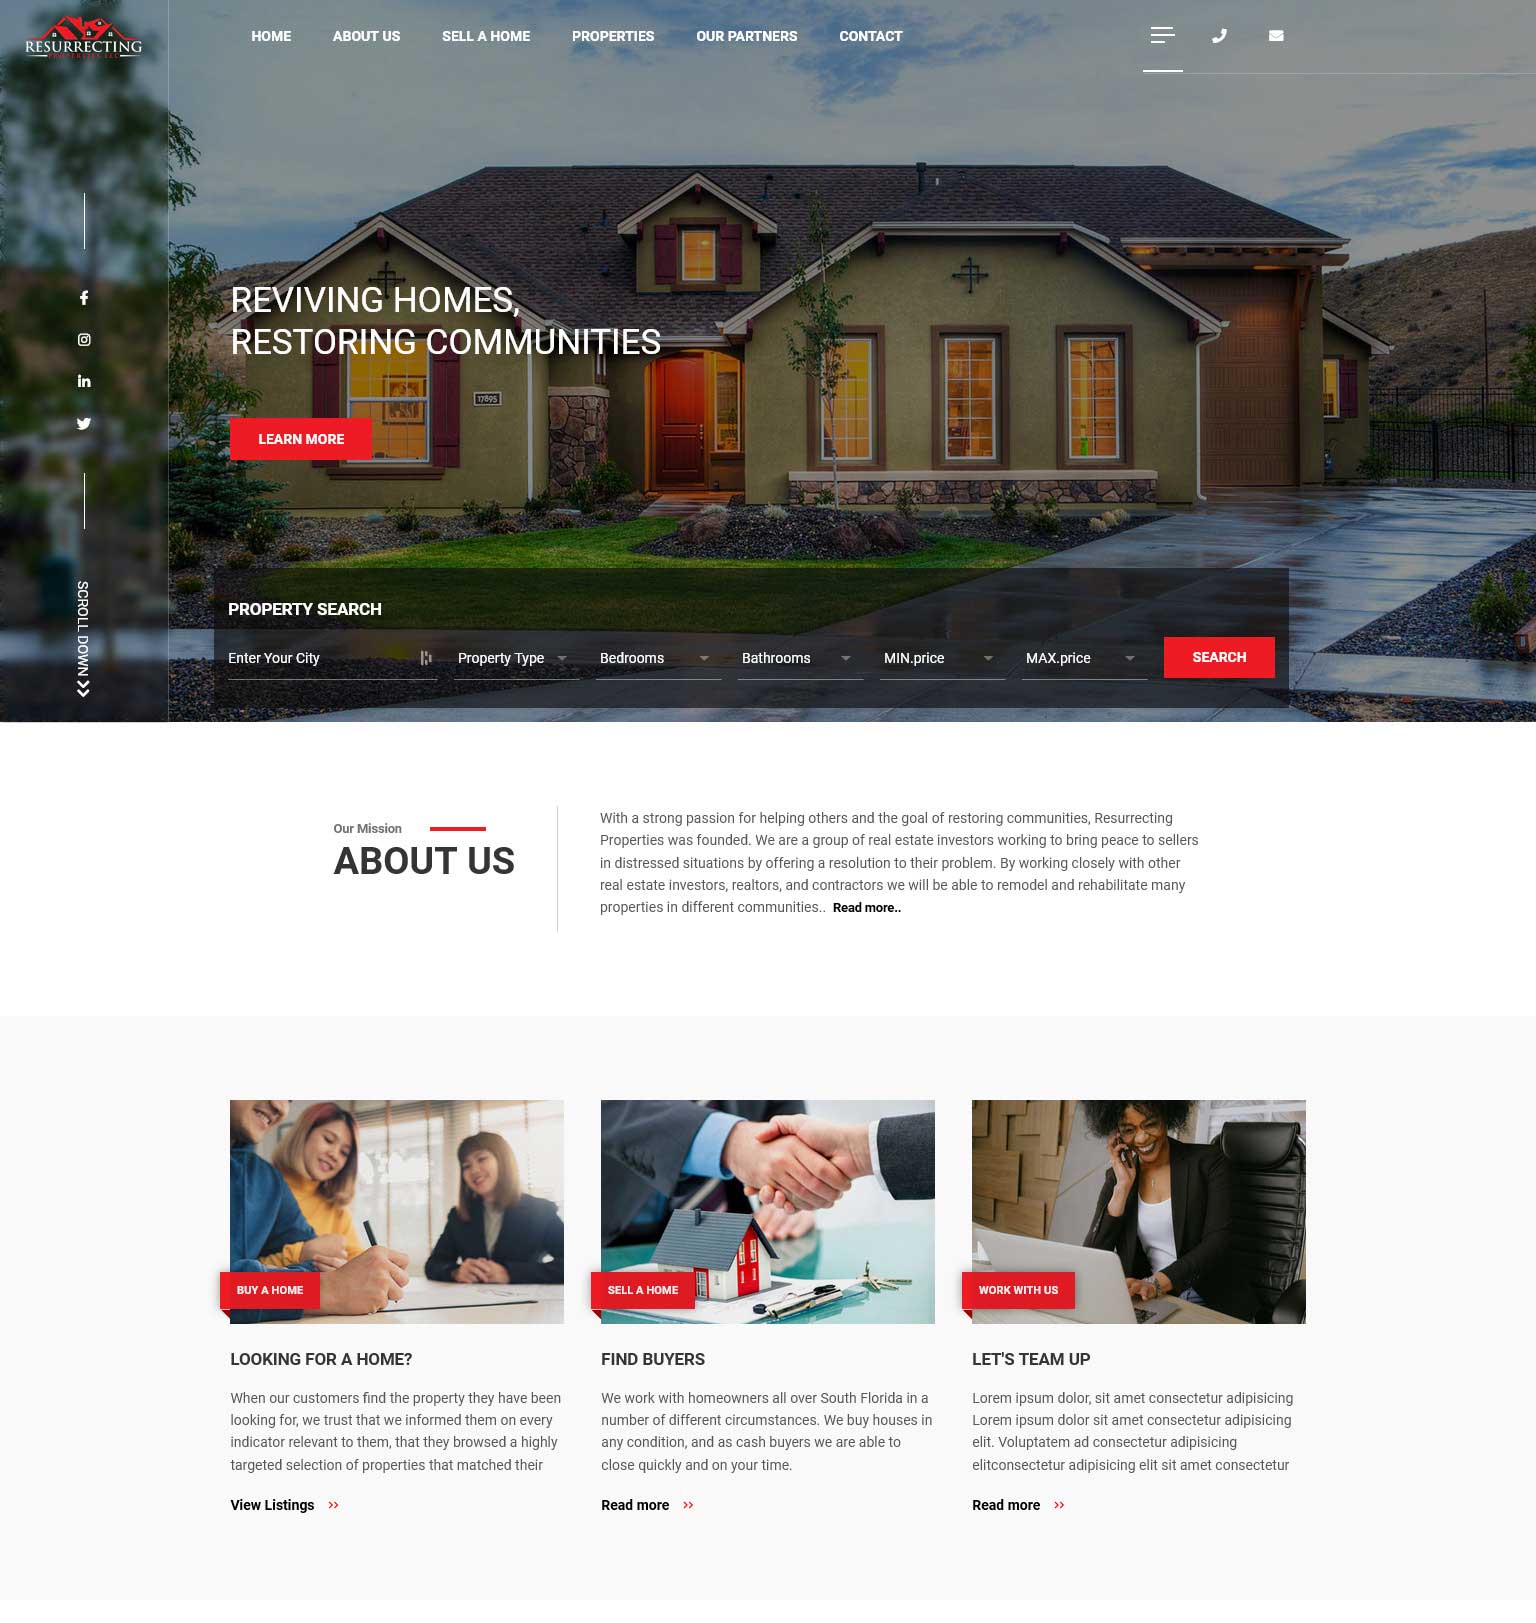 RESURRECTING
PROPERTIES LLC
HOME
ABOUT US
SELL A HOME
PROPERTIES
OUR PARTNERS
CONTACT
REVIVING HOMES,
RESTORING COMMUNITIES
17895
LEARN MORE
SCROLL DOWN
PROPERTY SEARCH
Enter Your City
Property Type
Bedrooms
Bathrooms
MIN.price
MAX.price
SEARCH
Our Mission
ABOUT US
With a strong passion for helping others and the goal of restoring communities, Resurrecting
Properties was founded. We are a group of real estate investors working to bring peace to sellers
in distressed situations by offering a resolution to their problem. By working closely with other
real estate investors, realtors, and contractors we will be able to remodel and rehabilitate many
properties in different communities.. Read more..
BUY A HOME
LOOKING FOR A HOME?
When our customers find the property they have been
looking for, we trust that we informed them on every
indicator relevant to them, that they browsed a highly
targeted selection of properties that matched their
View Listings
SELL A HOME
FIND BUYERS
We work with homeowners all over South Florida in a
number of different circumstances. We buy houses in
any condition, and as cash buyers we are able to
close quickly and on your time.
Read more
WORK WITH US
LET'S TEAM UP
Lorem ipsum dolor, sit amet consectetur adipisicing
Lorem ipsum dolor sit amet consectetur adipisicing
elit. Voluptatem ad consectetur adipisicing
elitconsectetur adipisicing elit sit amet consectetur
Read more